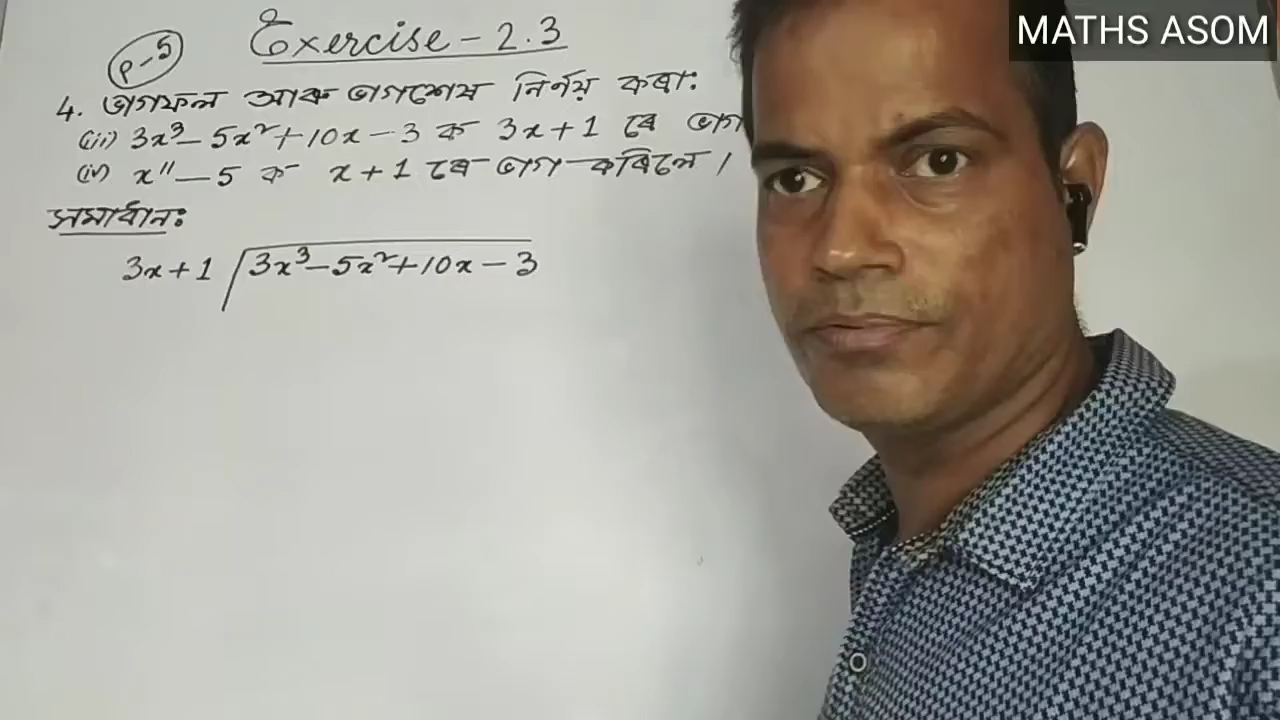 MATHS ASOM
Exercise - 2.3
P-5
4. ভাগফল আৰু ভাগশেষ নিৰ্ণয় কৰা:
(iii) 3x³ - 5x² + 10x - 3 ক 3x + 1 ৰে ভাগ
(iv) x¹¹ - 5 ক x + 1 ৰে ভাগ কৰিলে।
সমাধান:
3x + 1 3x³ - 5x² + 10x - 3